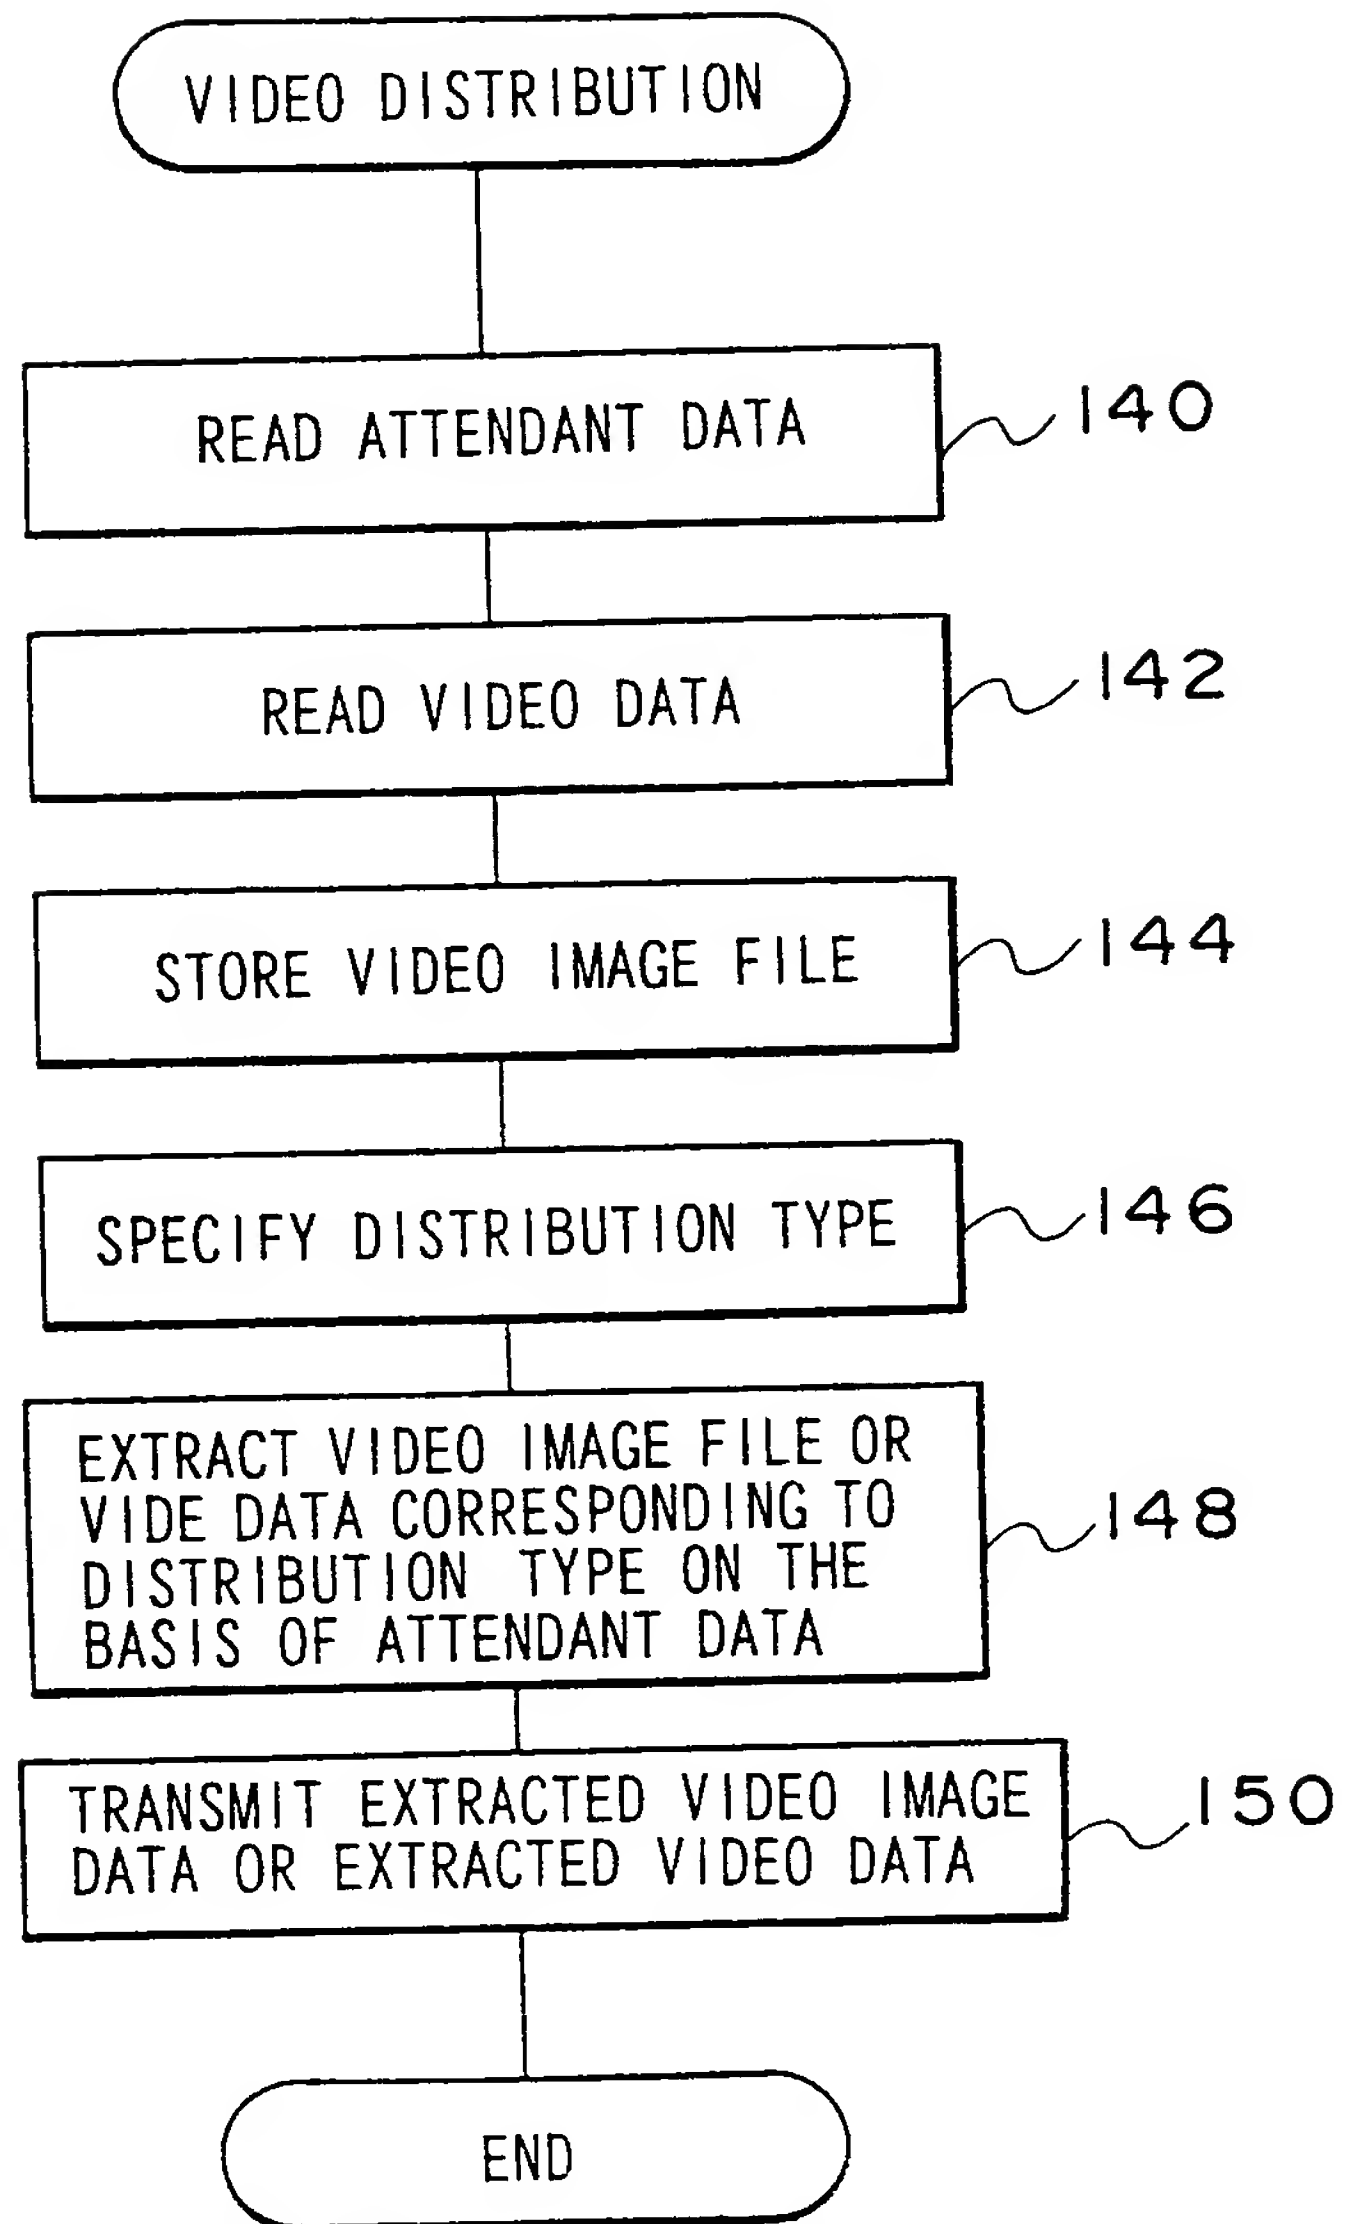 VIDEO DISTRIBUTION
READ ATTENDANT DATA
140
READ VIDEO DATA
142
STORE VIDEO IMAGE FILE
144
SPECIFY DISTRIBUTION TYPE
146
EXTRACT VIDEO IMAGE FILE OR
VIDE DATA CORRESPONDING TO
DISTRIBUTION TYPE ON THE
BASIS OF ATTENDANT DATA
148
TRANSMIT EXTRACTED VIDEO IMAGE
DATA OR EXTRACTED VIDEO DATA
150
END